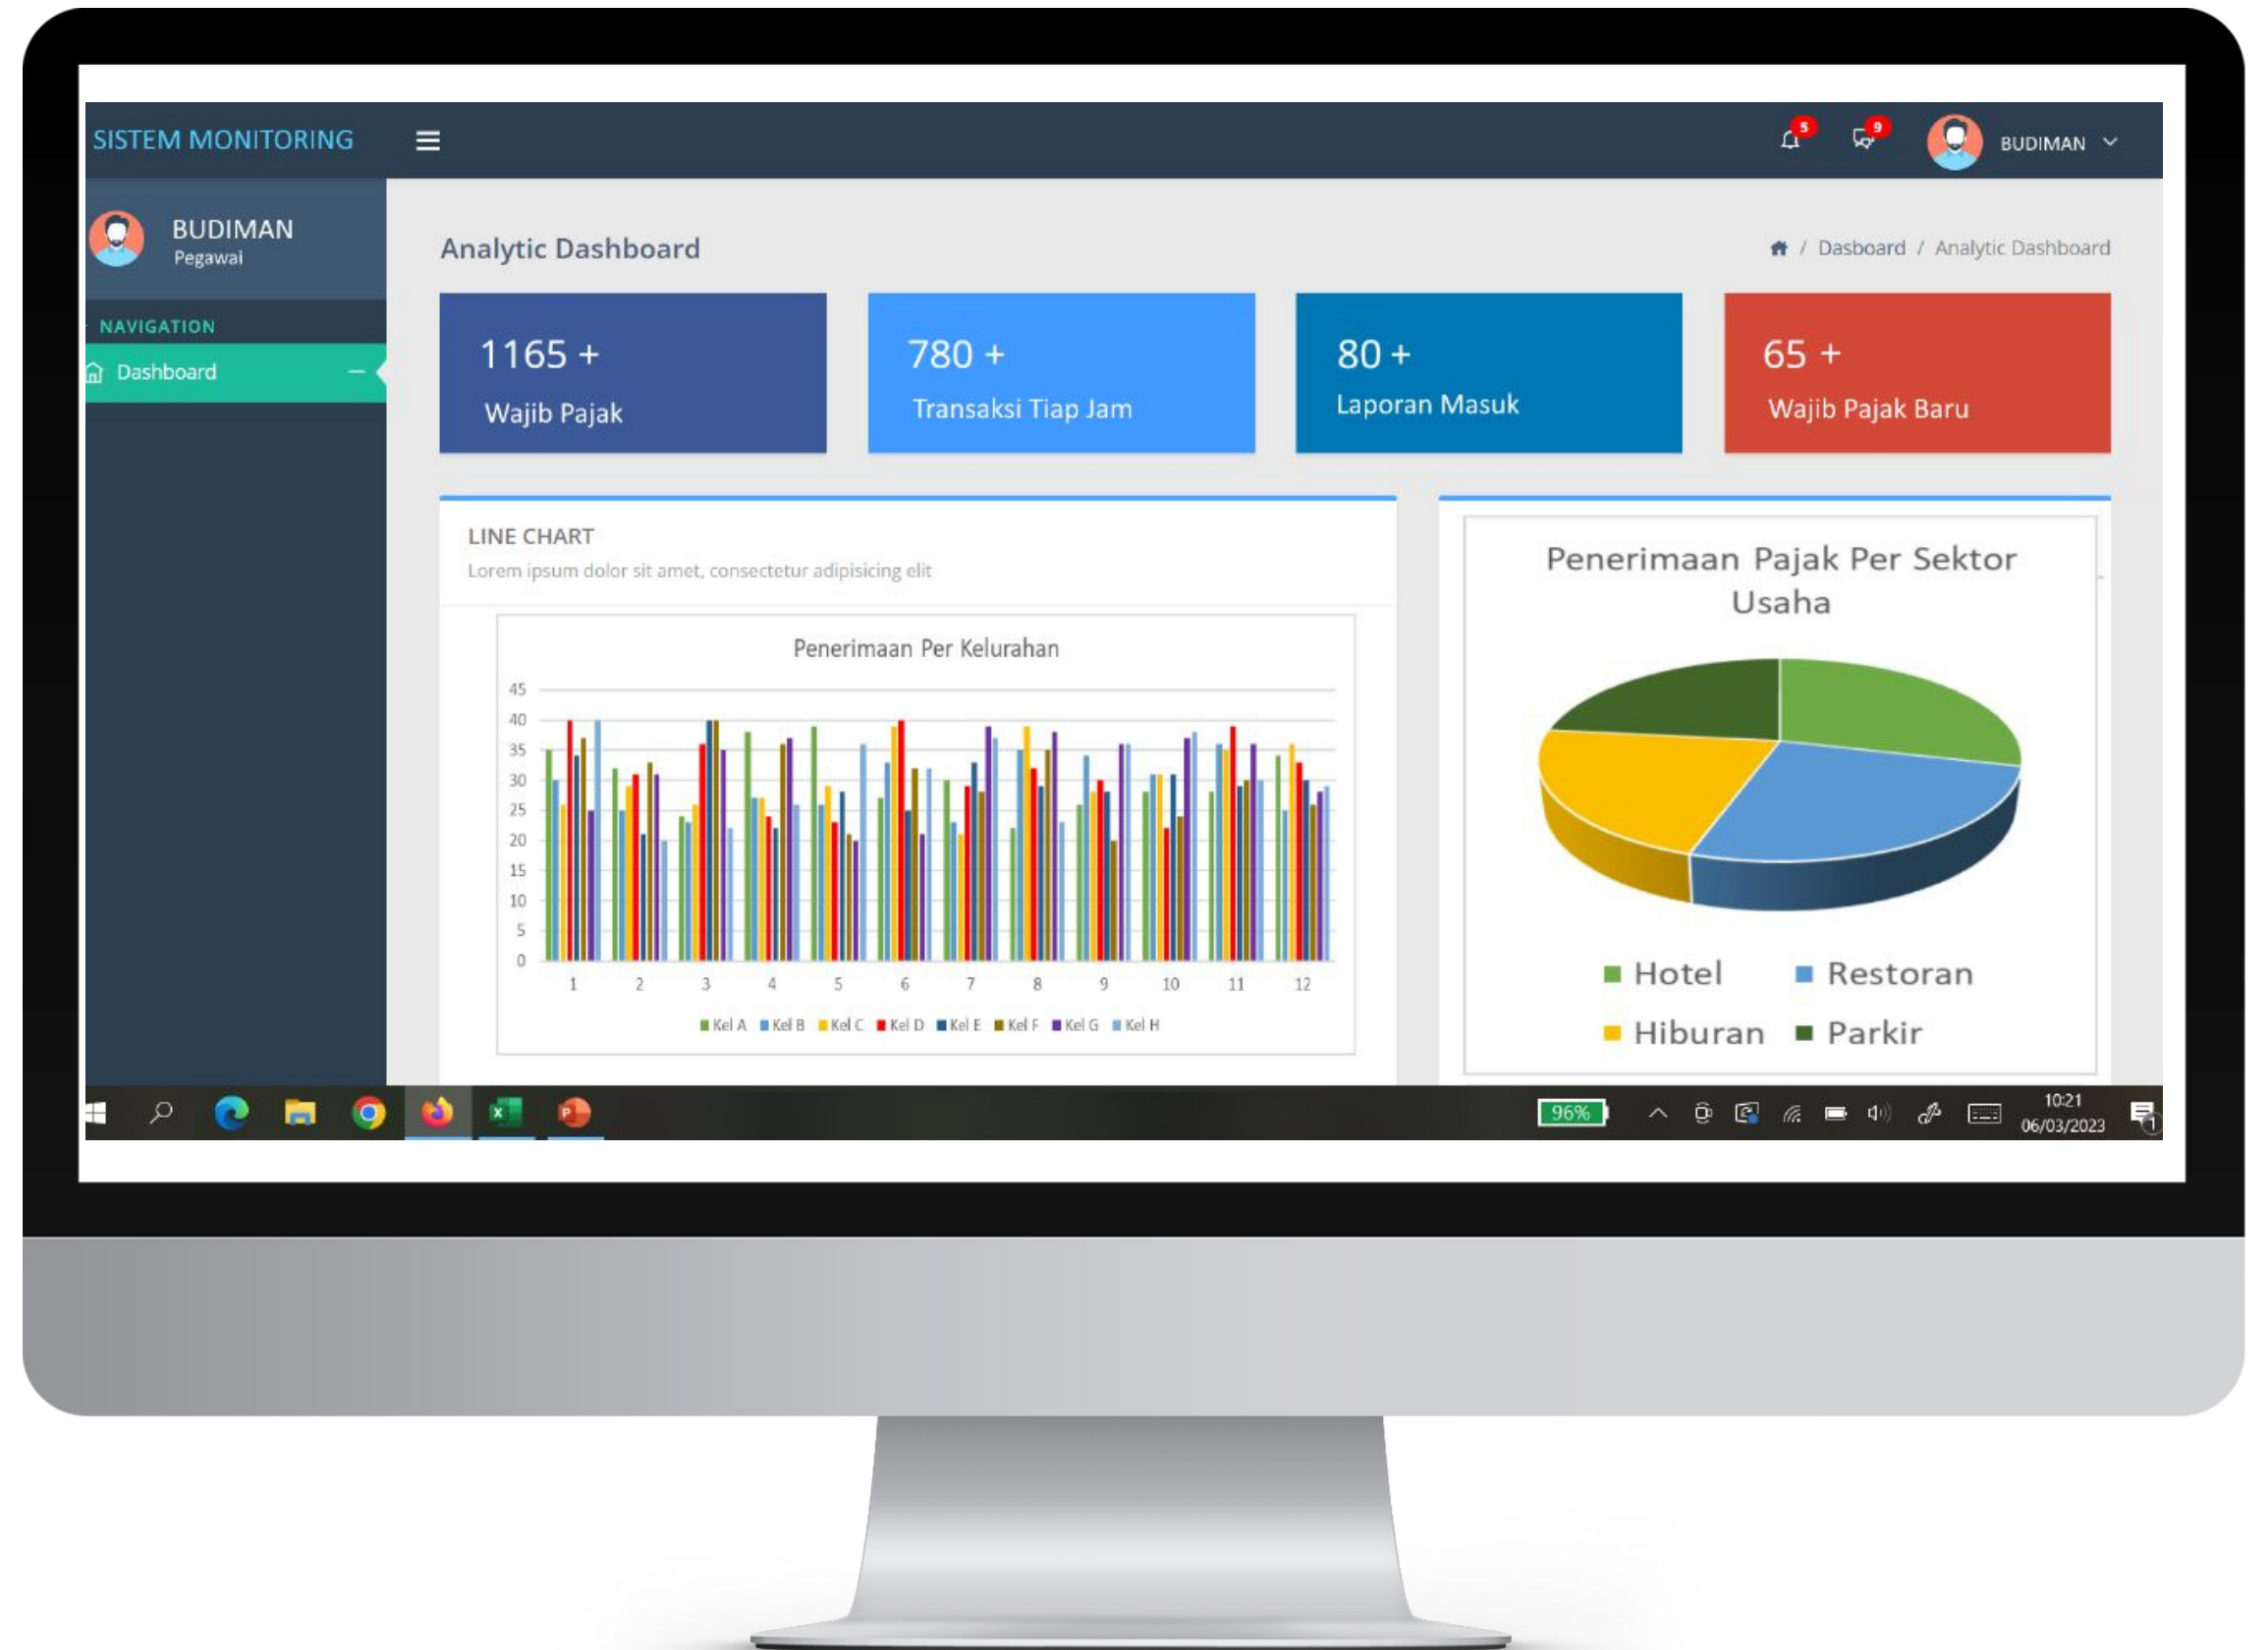 SISTEM MONITORING
5
9
BUDIMAN
BUDIMAN
Pegawai
NAVIGATION
Dashboard
Analytic Dashboard
/ Dasboard / Analytic Dashboard
1165 +
Wajib Pajak
780 +
Transaksi Tiap Jam
80 +
Laporan Masuk
65 +
Wajib Pajak Baru
LINE CHART
Lorem ipsum dolor sit amet, consectetur adipisicing elit
Penerimaan Per Kelurahan
45
40
35
30
25
20
15
10
5
0
1 2 3 4 5 6 7 8 9 10 11 12
Kel A Kel B Kel C Kel D Kel E Kel F Kel G Kel H
Penerimaan Pajak Per Sektor
Usaha
Hotel Restoran
Hiburan Parkir
96%
10:21
06/03/2023
1